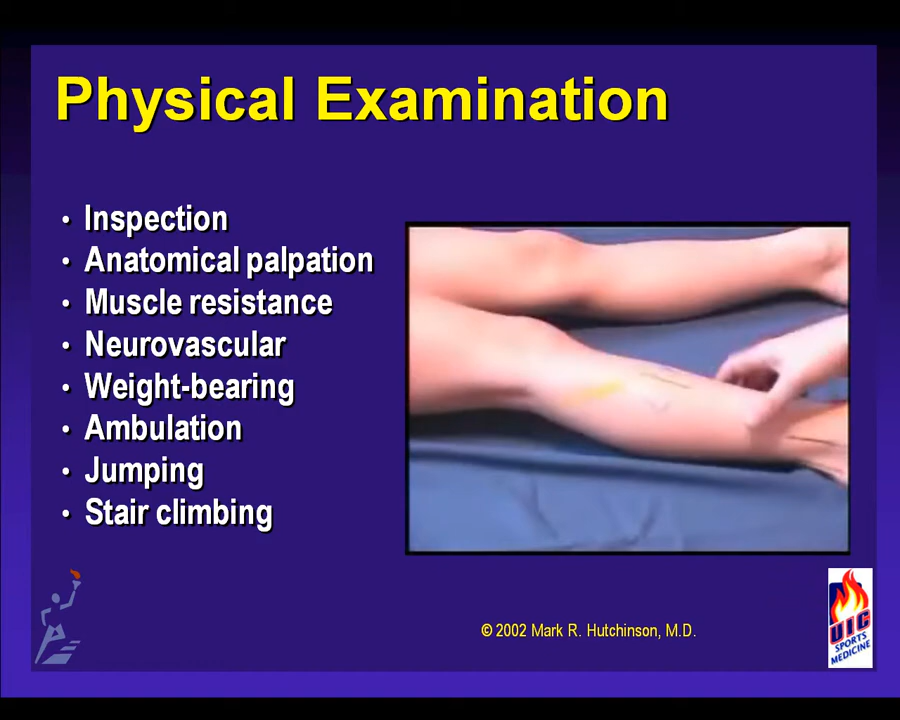 Physical Examination
• Inspection
• Anatomical palpation
• Muscle resistance
• Neurovascular
• Weight-bearing
• Ambulation
• Jumping
• Stair climbing
© 2002 Mark R. Hutchinson, M.D.
UIC
SPORTS
MEDICINE